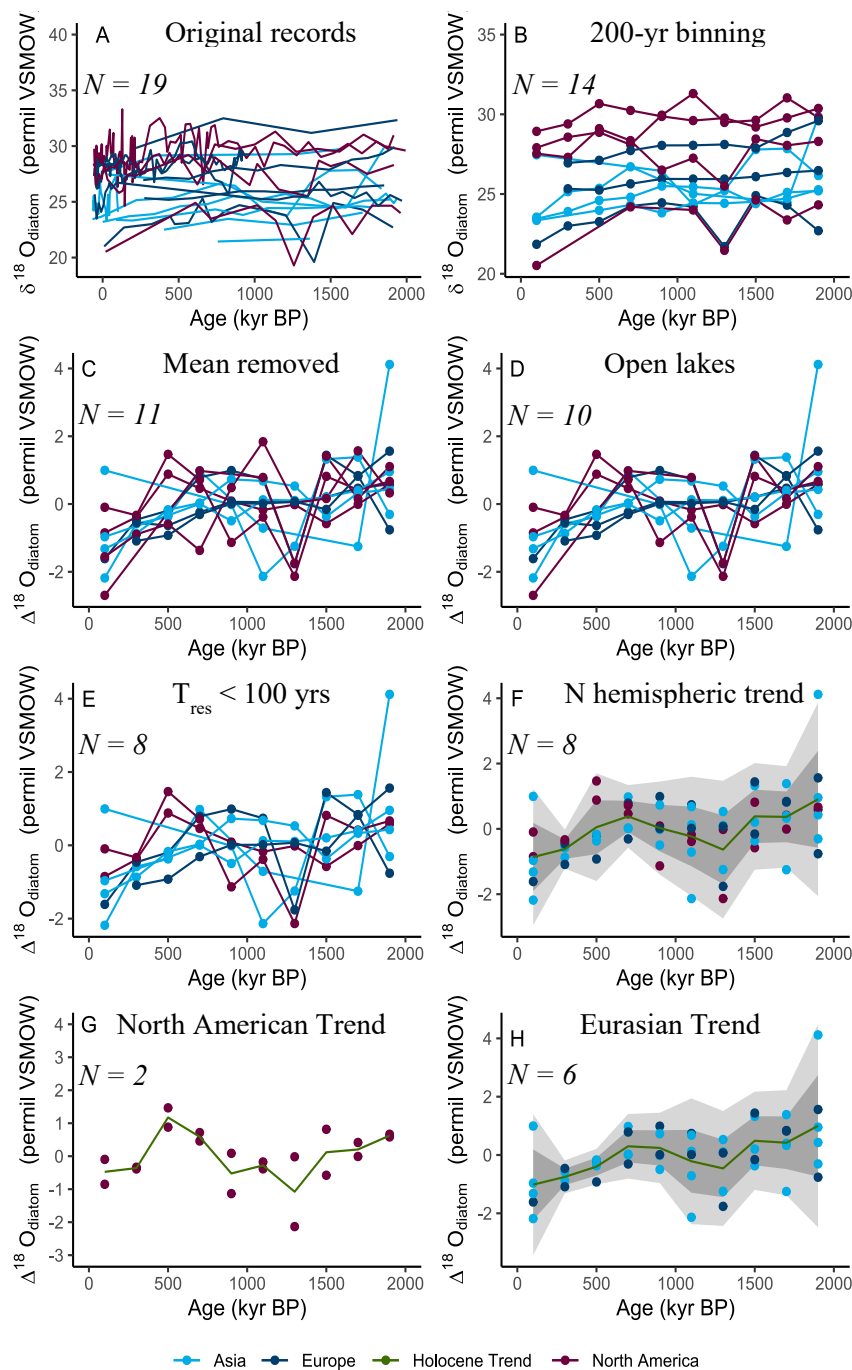 A Original records
N = 19
δ18 Odiatom (permil VSMOW)
40
35
30
25
20
0 500 1000 1500 2000
Age (kyr BP)
B 200-yr binning
N = 14
δ18 Odiatom (permil VSMOW)
35
30
25
20
0 500 1000 1500 2000
Age (kyr BP)
C Mean removed
N = 11
Δ18 Odiatom (permil VSMOW)
4
2
0
-2
0 500 1000 1500 2000
Age (kyr BP)
D Open lakes
N = 10
Δ18 Odiatom (permil VSMOW)
4
2
0
-2
0 500 1000 1500 2000
Age (kyr BP)
E Tres < 100 yrs
N = 8
Δ18 Odiatom (permil VSMOW)
4
2
0
-2
0 500 1000 1500 2000
Age (kyr BP)
F N hemispheric trend
N = 8
Δ18 Odiatom (permil VSMOW)
4
2
0
-2
0 500 1000 1500 2000
Age (kyr BP)
G North American Trend
N = 2
Δ18 Odiatom (permil VSMOW)
4
3
2
1
0
-1
-2
-3
0 500 1000 1500 2000
Age (kyr BP)
H Eurasian Trend
N = 6
Δ18 Odiatom (permil VSMOW)
4
2
0
-2
0 500 1000 1500 2000
Age (kyr BP)
Asia Europe Holocene Trend North America